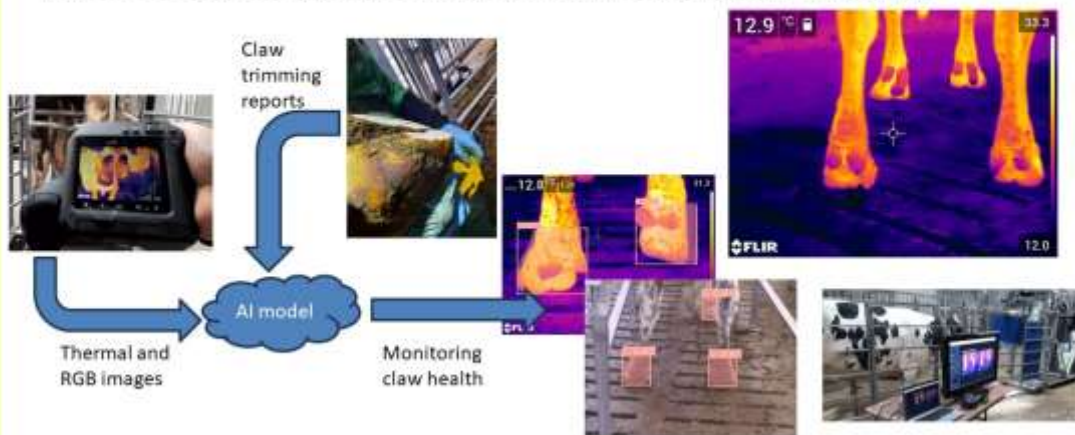 Claw
trimming
reports
12.9 °C
33.3
12.0
FLIR
12.0
AI model
Thermal and
RGB images
Monitoring
claw health